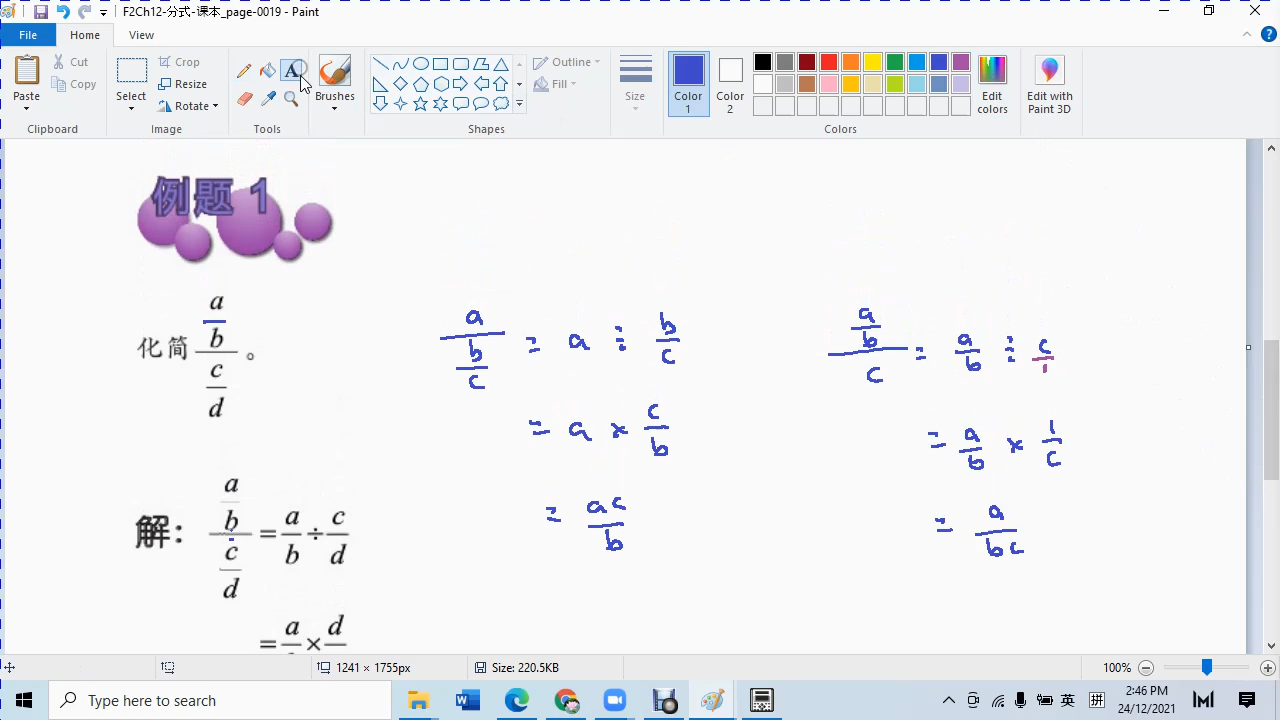 F2Ch12-公式-课本_page-0019 - Paint
File Home View
Paste Cut Copy Clipboard
Select Resize Rotate Image
Tools
Brushes
Shapes Outline Fill
Size
Color 1 Color 2 Colors Edit colors
Edit with Paint 3D
例题 1
化简 (a/b)/(c/d) 。
解: (a/b)/(c/d) = a/b ÷ c/d
= a/ × d/
a/(b/c) = a ÷ b/c
= a × c/b
= ac/b
(a/b)/c = a/b ÷ c/1
= a/b × 1/c
= a/bc
1241 × 1755px Size: 220.5KB 100%
Type here to search
英 拼 2:46 PM
24/12/2021